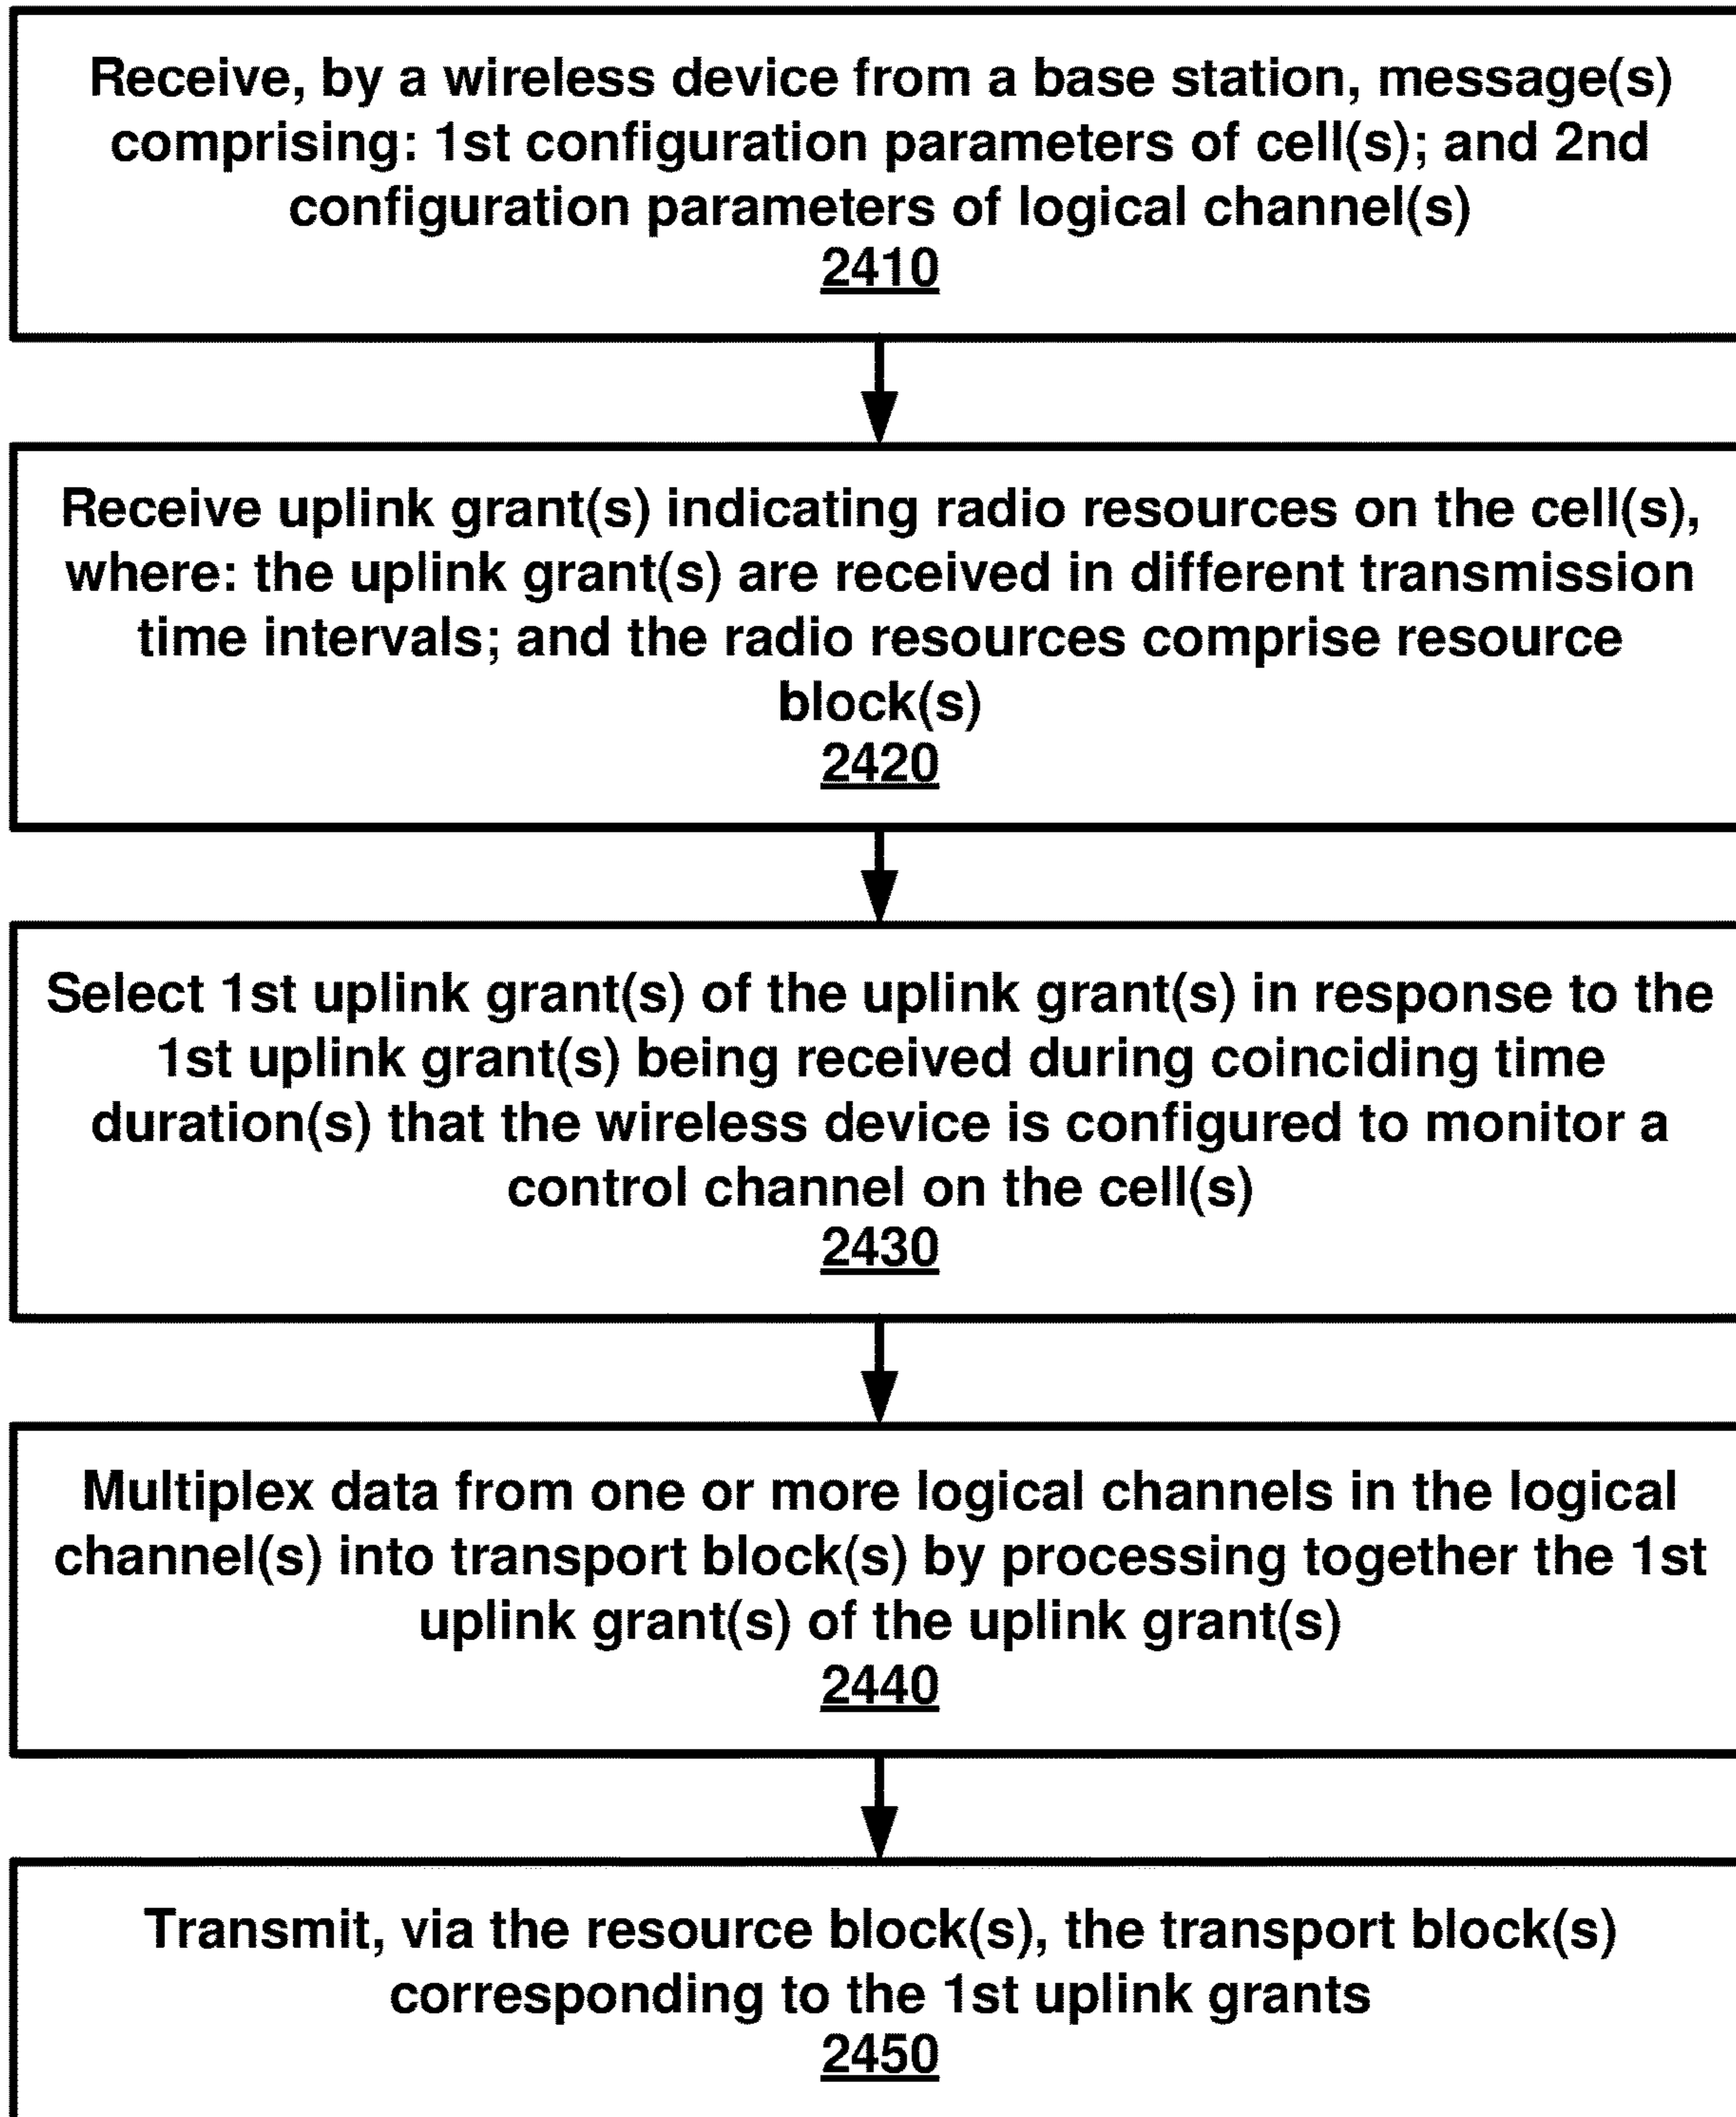 Receive, by a wireless device from a base station, message(s)
comprising: 1st configuration parameters of cell(s); and 2nd
configuration parameters of logical channel(s)
2410
Receive uplink grant(s) indicating radio resources on the cell(s),
where: the uplink grant(s) are received in different transmission
time intervals; and the radio resources comprise resource
block(s)
2420
Select 1st uplink grant(s) of the uplink grant(s) in response to the
1st uplink grant(s) being received during coinciding time
duration(s) that the wireless device is configured to monitor a
control channel on the cell(s)
2430
Multiplex data from one or more logical channels in the logical
channel(s) into transport block(s) by processing together the 1st
uplink grant(s) of the uplink grant(s)
2440
Transmit, via the resource block(s), the transport block(s)
corresponding to the 1st uplink grants
2450